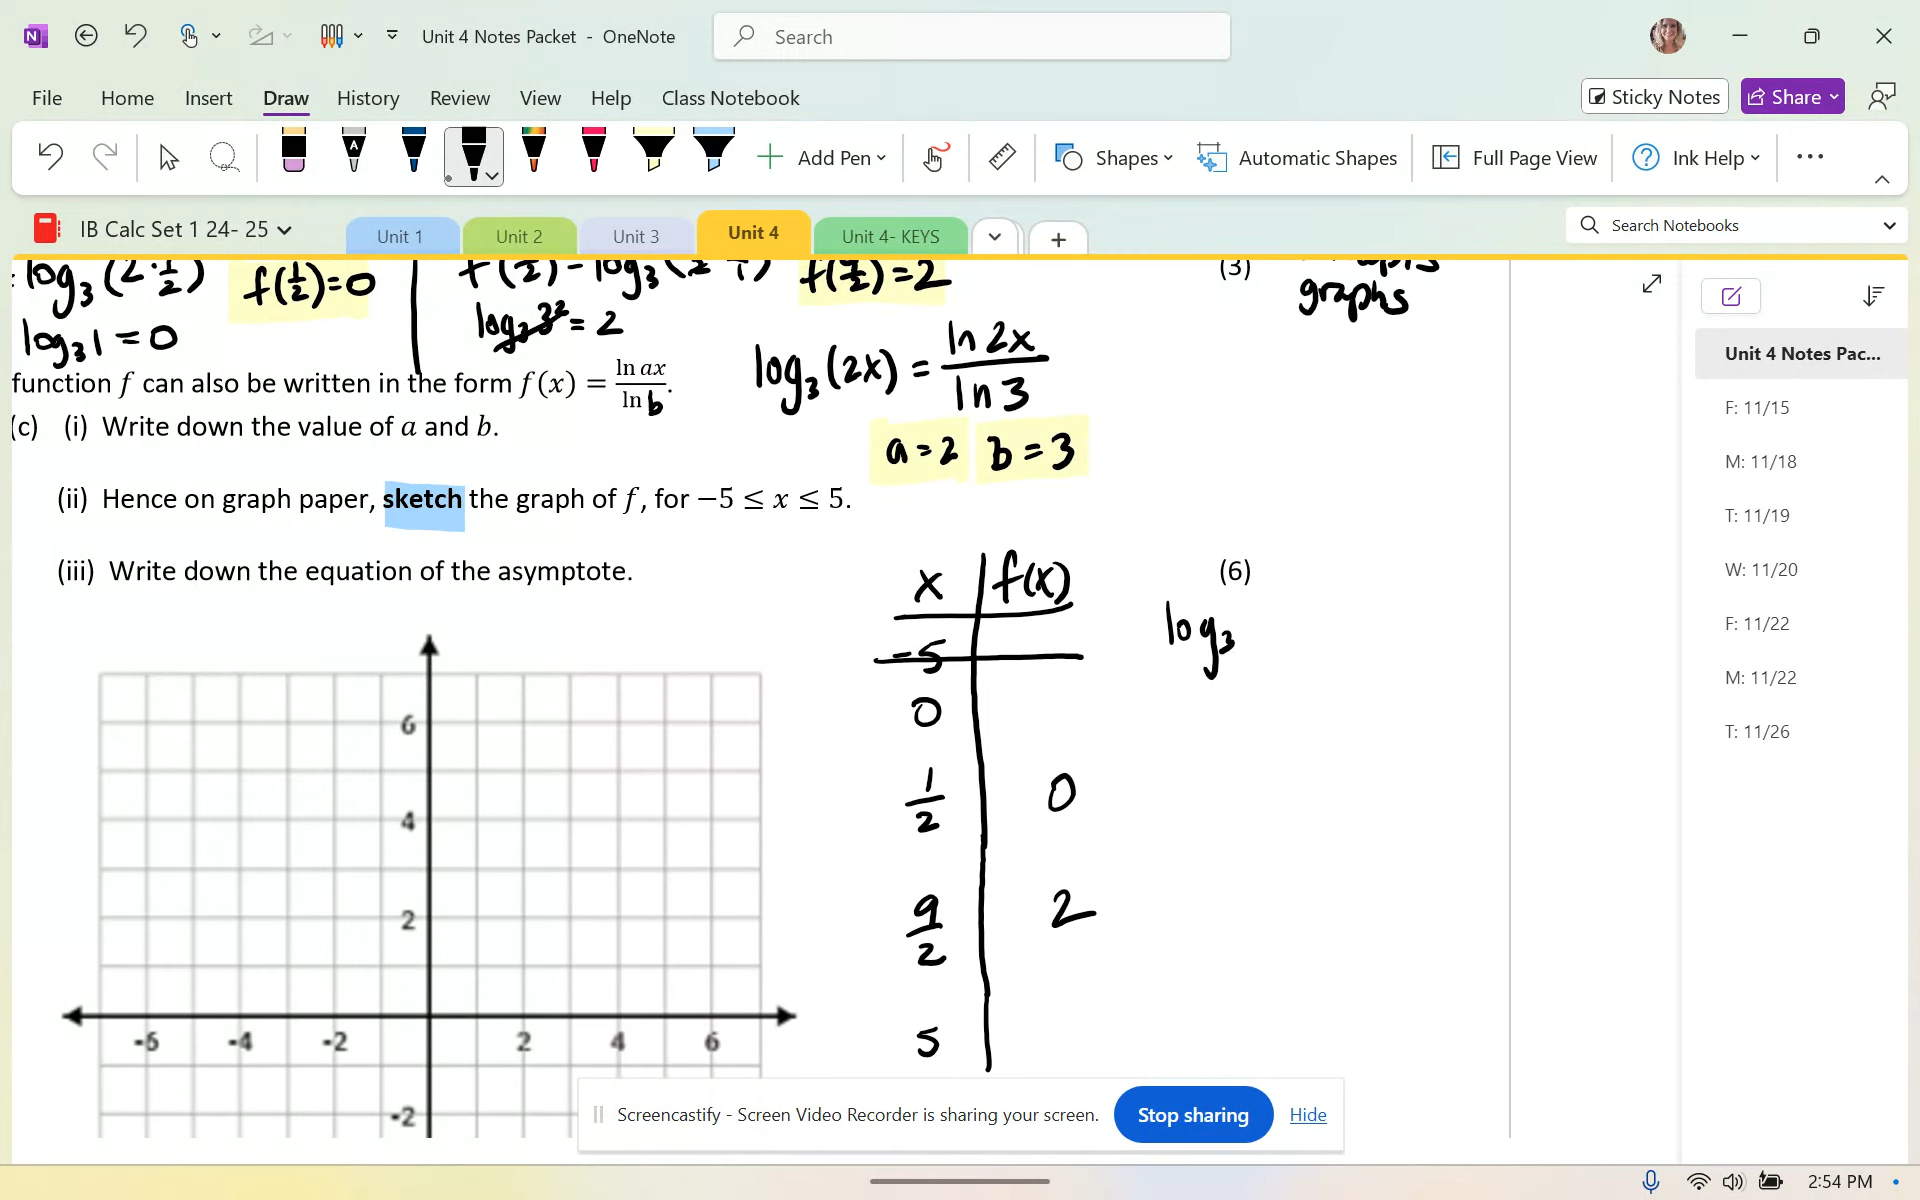 Unit 4 Notes Packet - OneNote
Search
File Home Insert Draw History Review View Help Class Notebook
Sticky Notes
Share
A
Add Pen
Shapes
Automatic Shapes
Full Page View
Ink Help
IB Calc Set 1 24- 25
Unit 1
Unit 2
Unit 3
Unit 4
Unit 4- KEYS
Search Notebooks
log₃(2·½) f(½)=0
f(9/2)=2
(3)
graphs
log₃1 = 0
log₃3² = 2
log₃(2x) = ln 2x / ln 3
function f can also be written in the form f(x) = ln ax / ln b.
(c) (i) Write down the value of a and b.
a = 2 b = 3
(ii) Hence on graph paper, sketch the graph of f, for −5 ≤ x ≤ 5.
(iii) Write down the equation of the asymptote.
(6)
x f(x)
-5
0
1/2 0
9/2 2
5
log₃
6
4
2
-6 -4 -2 2 4 6
-2
Unit 4 Notes Pac...
F: 11/15
M: 11/18
T: 11/19
W: 11/20
F: 11/22
M: 11/22
T: 11/26
Screencastify - Screen Video Recorder is sharing your screen.
Stop sharing
Hide
2:54 PM